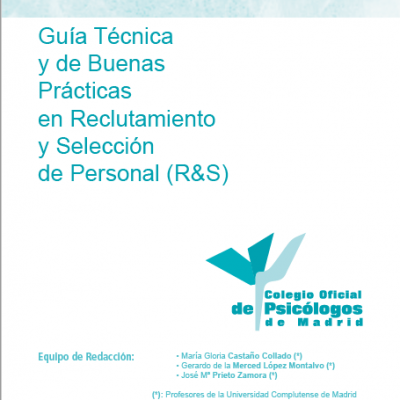 Guía Técnica
y de Buenas
Prácticas
en Reclutamiento
y Selección
de Personal (R&S)
Colegio Oficial
de Psicólogos
de Madrid
Equipo de Redacción:
• María Gloria Castaño Collado (*)
• Gerardo de la Merced López Montalvo (*)
• José Mª Prieto Zamora (*)
(*): Profesores de la Universidad Complutense de Madrid